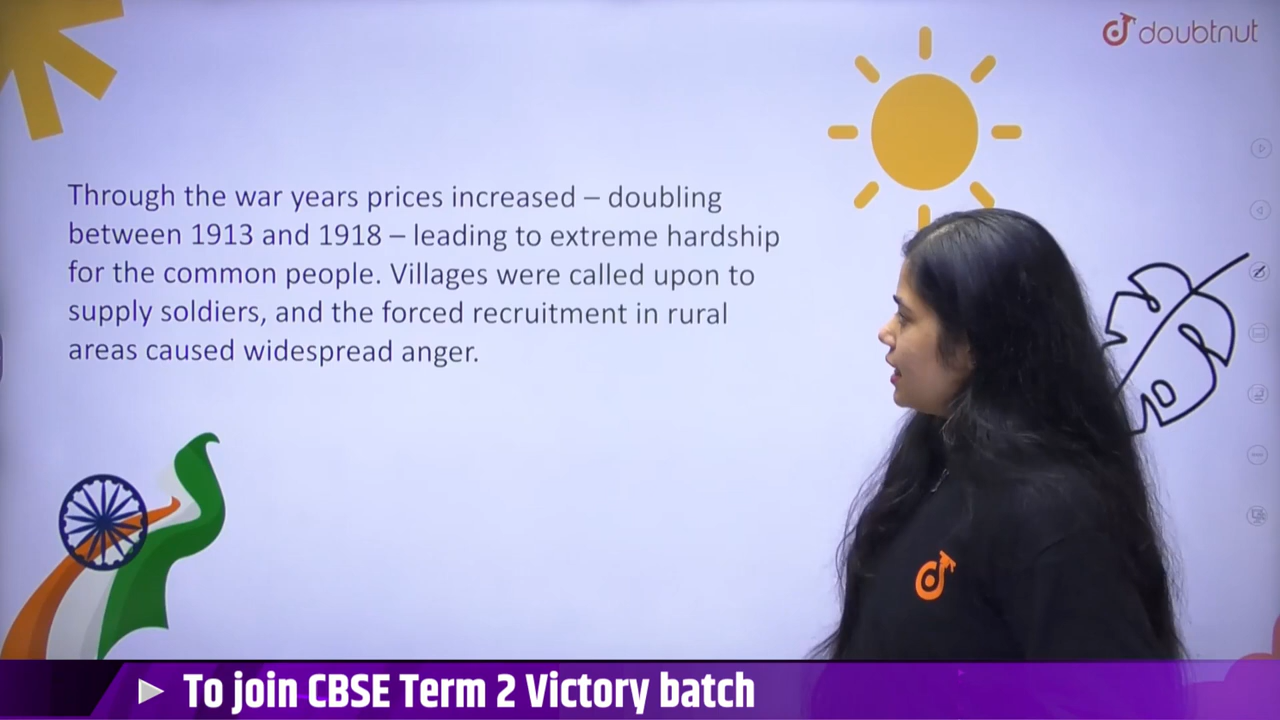 doubtnut
Through the war years prices increased – doubling
between 1913 and 1918 – leading to extreme hardship
for the common people. Villages were called upon to
supply soldiers, and the forced recruitment in rural
areas caused widespread anger.
To join CBSE Term 2 Victory batch